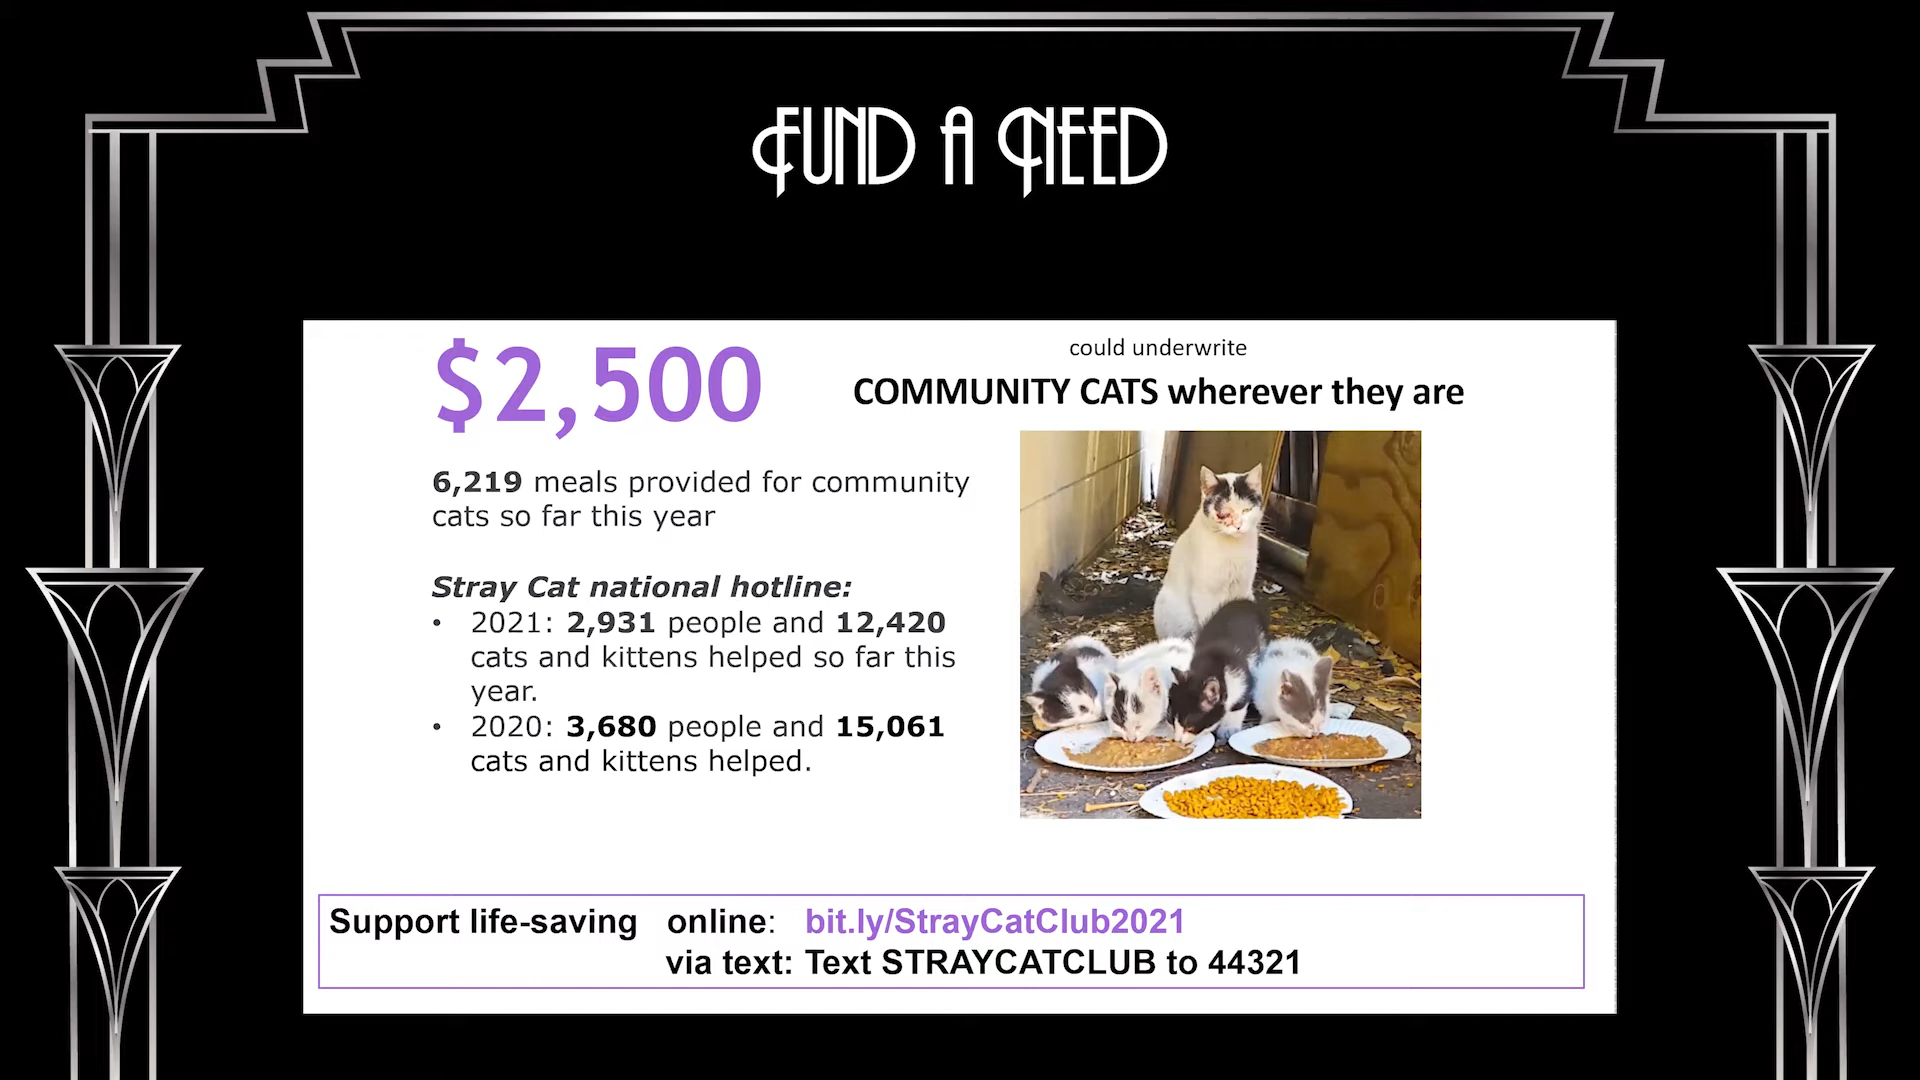 FUND A NEED
$2,500
could underwrite
COMMUNITY CATS wherever they are
6,219 meals provided for community
cats so far this year
Stray Cat national hotline:
• 2021: 2,931 people and 12,420
cats and kittens helped so far this
year.
• 2020: 3,680 people and 15,061
cats and kittens helped.
Support life-saving online: bit.ly/StrayCatClub2021
via text: Text STRAYCATCLUB to 44321